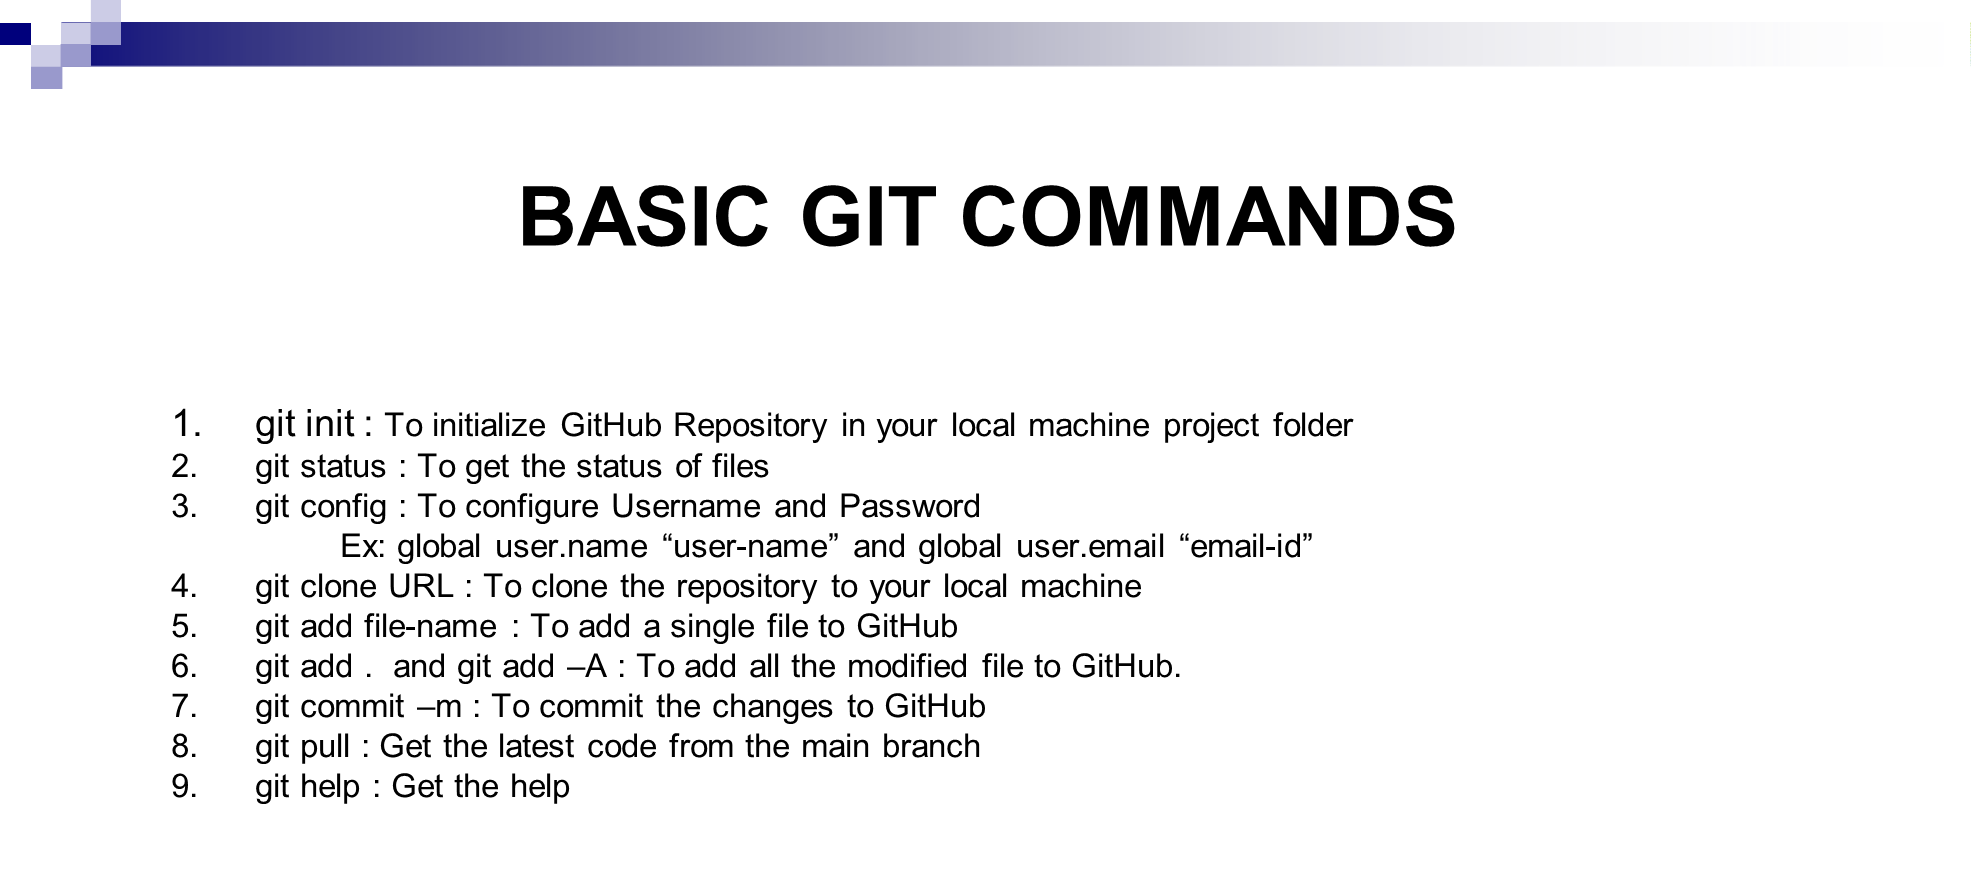 BASIC GIT COMMANDS
1. git init : To initialize GitHub Repository in your local machine project folder
2. git status : To get the status of files
3. git config : To configure Username and Password
Ex: global user.name “user-name” and global user.email “email-id”
4. git clone URL : To clone the repository to your local machine
5. git add file-name : To add a single file to GitHub
6. git add . and git add –A : To add all the modified file to GitHub.
7. git commit –m : To commit the changes to GitHub
8. git pull : Get the latest code from the main branch
9. git help : Get the help